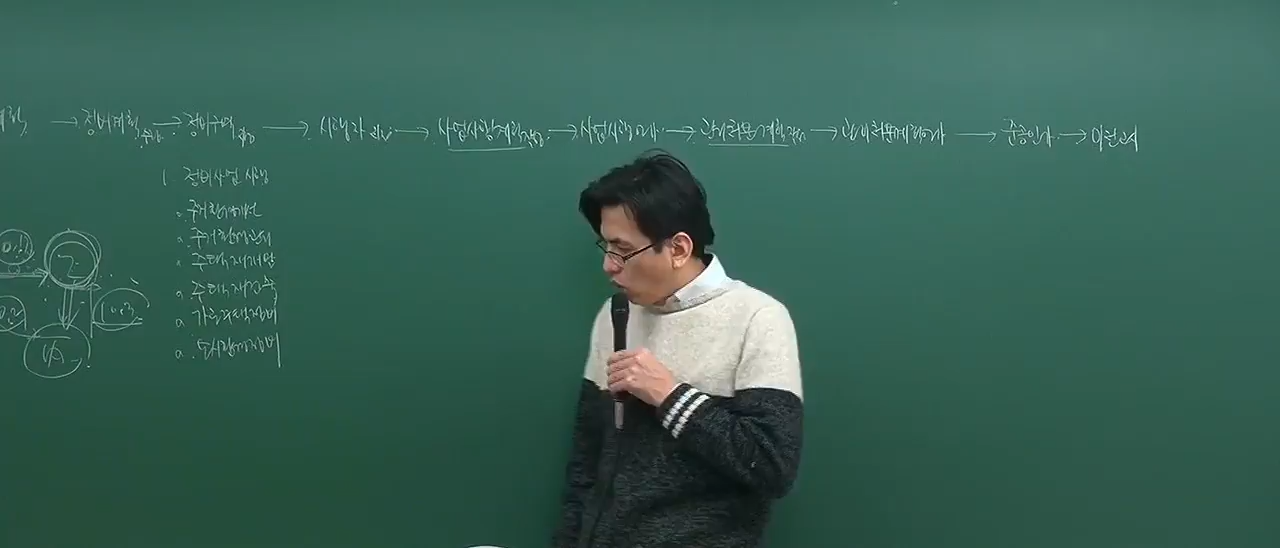 → 정비계획 수립 → 정비구역 지정 → 시행자 → 사업시행계획 작성 → 사업시행인가 → 관리처분계획 작성 → 관리처분계획인가 → 준공인가 → 이전고시
1. 정비사업 시행
〃 주거환경개선
〃 주거환경관리
〃 주택재개발
〃 주택재건축
〃 가로주택정비
〃 도시환경정비